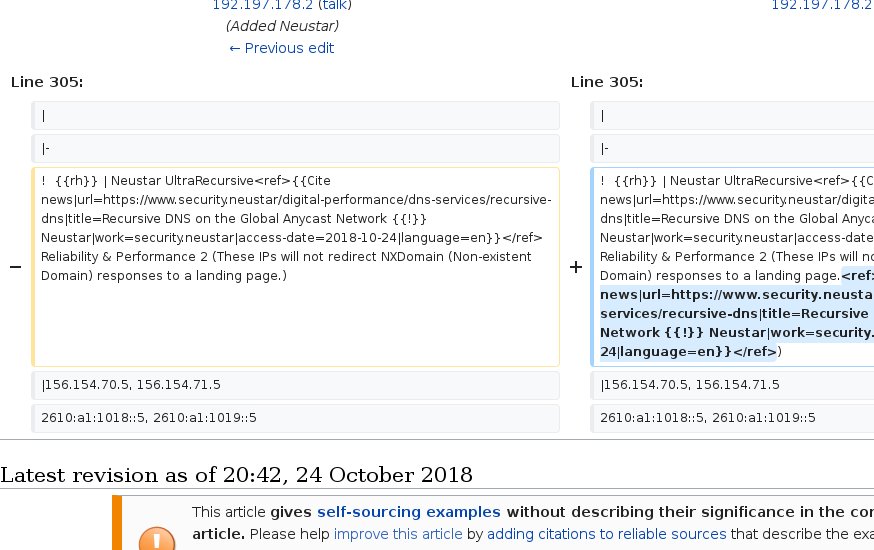 192.197.178.2 (talk)
192.197.178.2
(Added Neustar)
← Previous edit
Line 305:
Line 305:
|
|
|-
|-
! {{rh}} | Neustar UltraRecursive<ref>{{Cite
news|url=https://www.security.neustar/digital-performance/dns-services/recursive-
dns|title=Recursive DNS on the Global Anycast Network {{!}}
Neustar|work=security.neustar|access-date=2018-10-24|language=en}}</ref>
− Reliability & Performance 2 (These IPs will not redirect NXDomain (Non-existent
Domain) responses to a landing page.)
! {{rh}} | Neustar UltraRecursive<ref>{{C
news|url=https://www.security.neustar/digita
dns|title=Recursive DNS on the Global Anyca
Neustar|work=security.neustar|access-date
+ Reliability & Performance 2 (These IPs will no
Domain) responses to a landing page.<ref>
news|url=https://www.security.neusta
services/recursive-dns|title=Recursive
Network {{!}} Neustar|work=security.
24|language=en}}</ref>)
|156.154.70.5, 156.154.71.5
|156.154.70.5, 156.154.71.5
2610:a1:1018::5, 2610:a1:1019::5
2610:a1:1018::5, 2610:a1:1019::5
Latest revision as of 20:42, 24 October 2018
This article gives self-sourcing examples without describing their significance in the con
article. Please help improve this article by adding citations to reliable sources that describe the exa